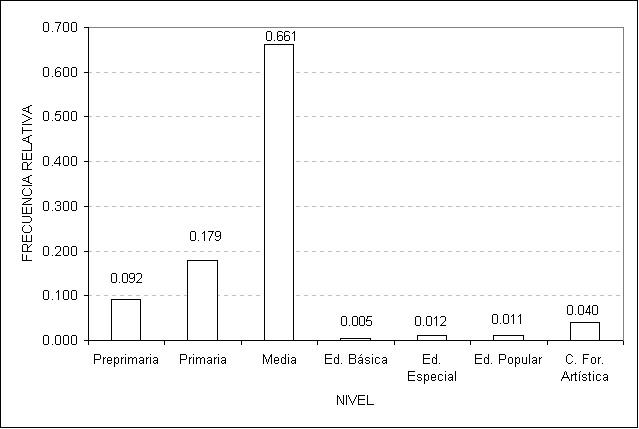 0.700
0.600
0.500
0.400
0.300
0.200
0.100
0.000
FRECUENCIA RELATIVA
0.092
0.179
0.661
0.005
0.012
0.011
0.040
Preprimaria
Primaria
Media
Ed. Básica
Ed.
Especial
Ed. Popular
C. For.
Artística
NIVEL